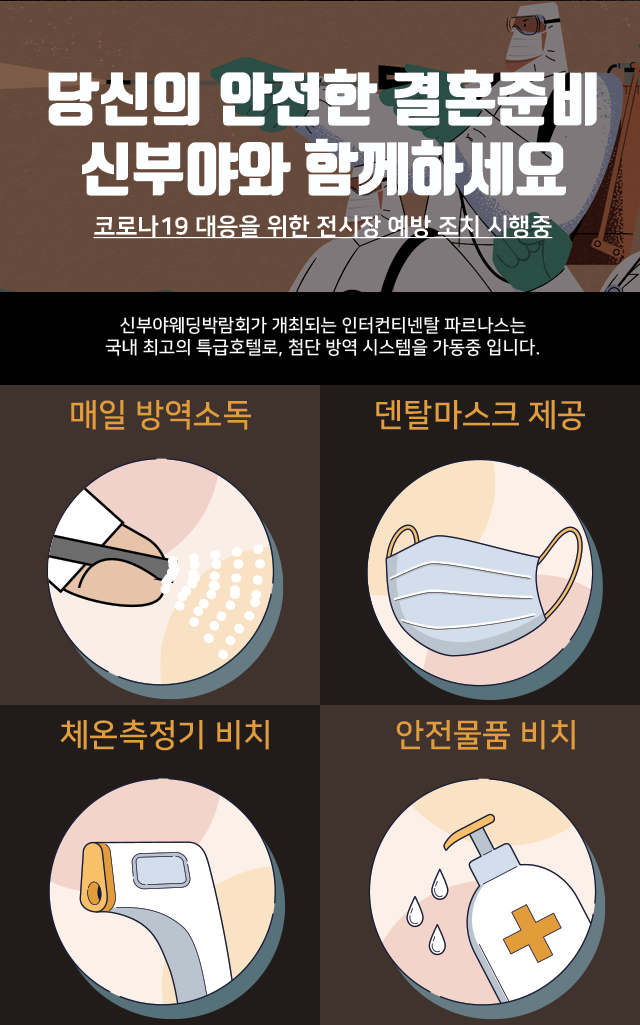 당신의 안전한 결혼준비
신부야와 함께하세요
코로나19 대응을 위한 전시장 예방 조치 시행중
신부야웨딩박람회가 개최되는 인터컨티넨탈 파르나스는
국내 최고의 특급호텔로, 첨단 방역 시스템을 가동중 입니다.
매일 방역소독
덴탈마스크 제공
체온측정기 비치
안전물품 비치